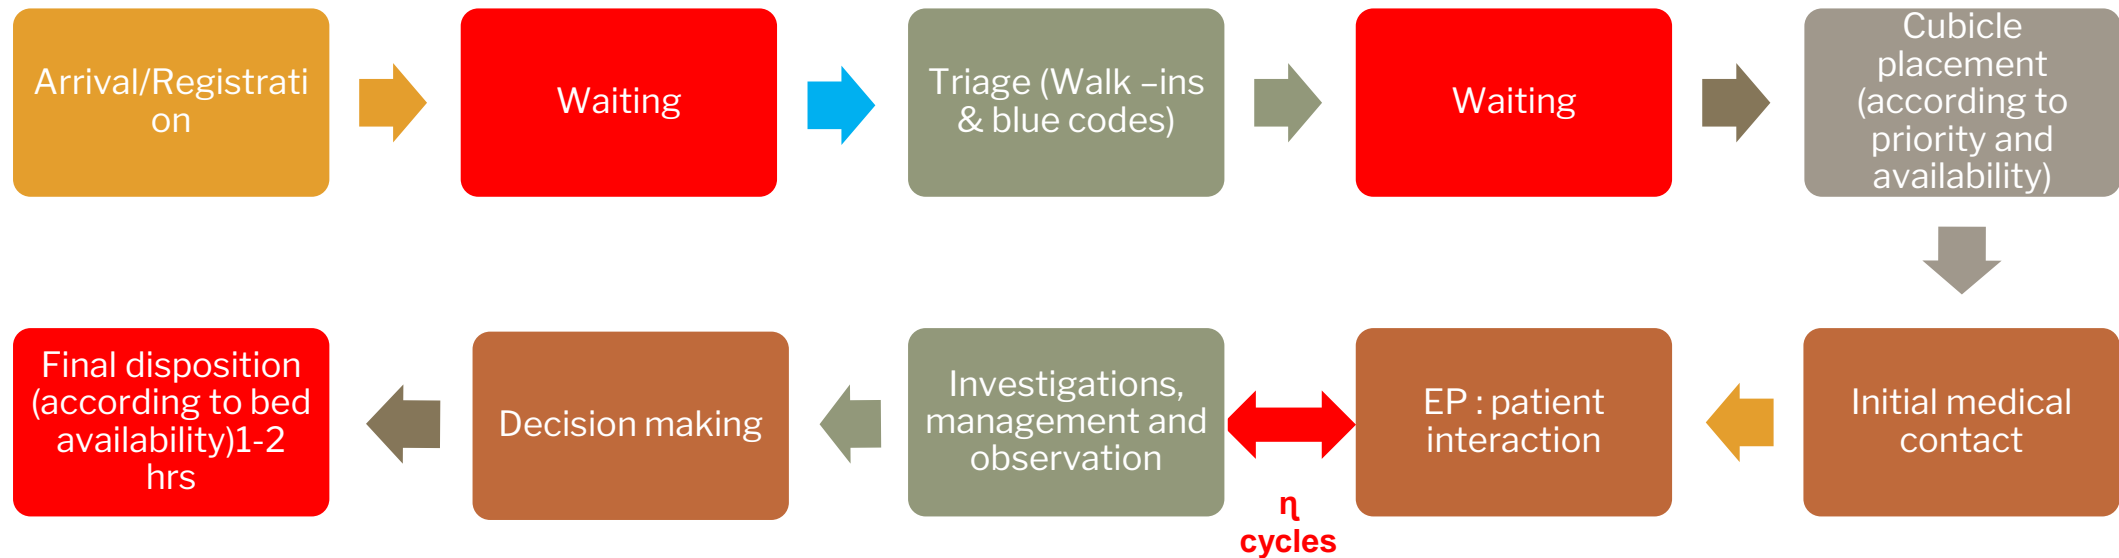 Arrival/Registrati
on
Waiting
Triage (Walk –ins
& blue codes)
Waiting
Cubicle
placement
(according to
priority and
availability)
Final disposition
(according to bed
availability)1-2
hrs
Decision making
Investigations,
management and
observation
η
cycles
EP : patient
interaction
Initial medical
contact